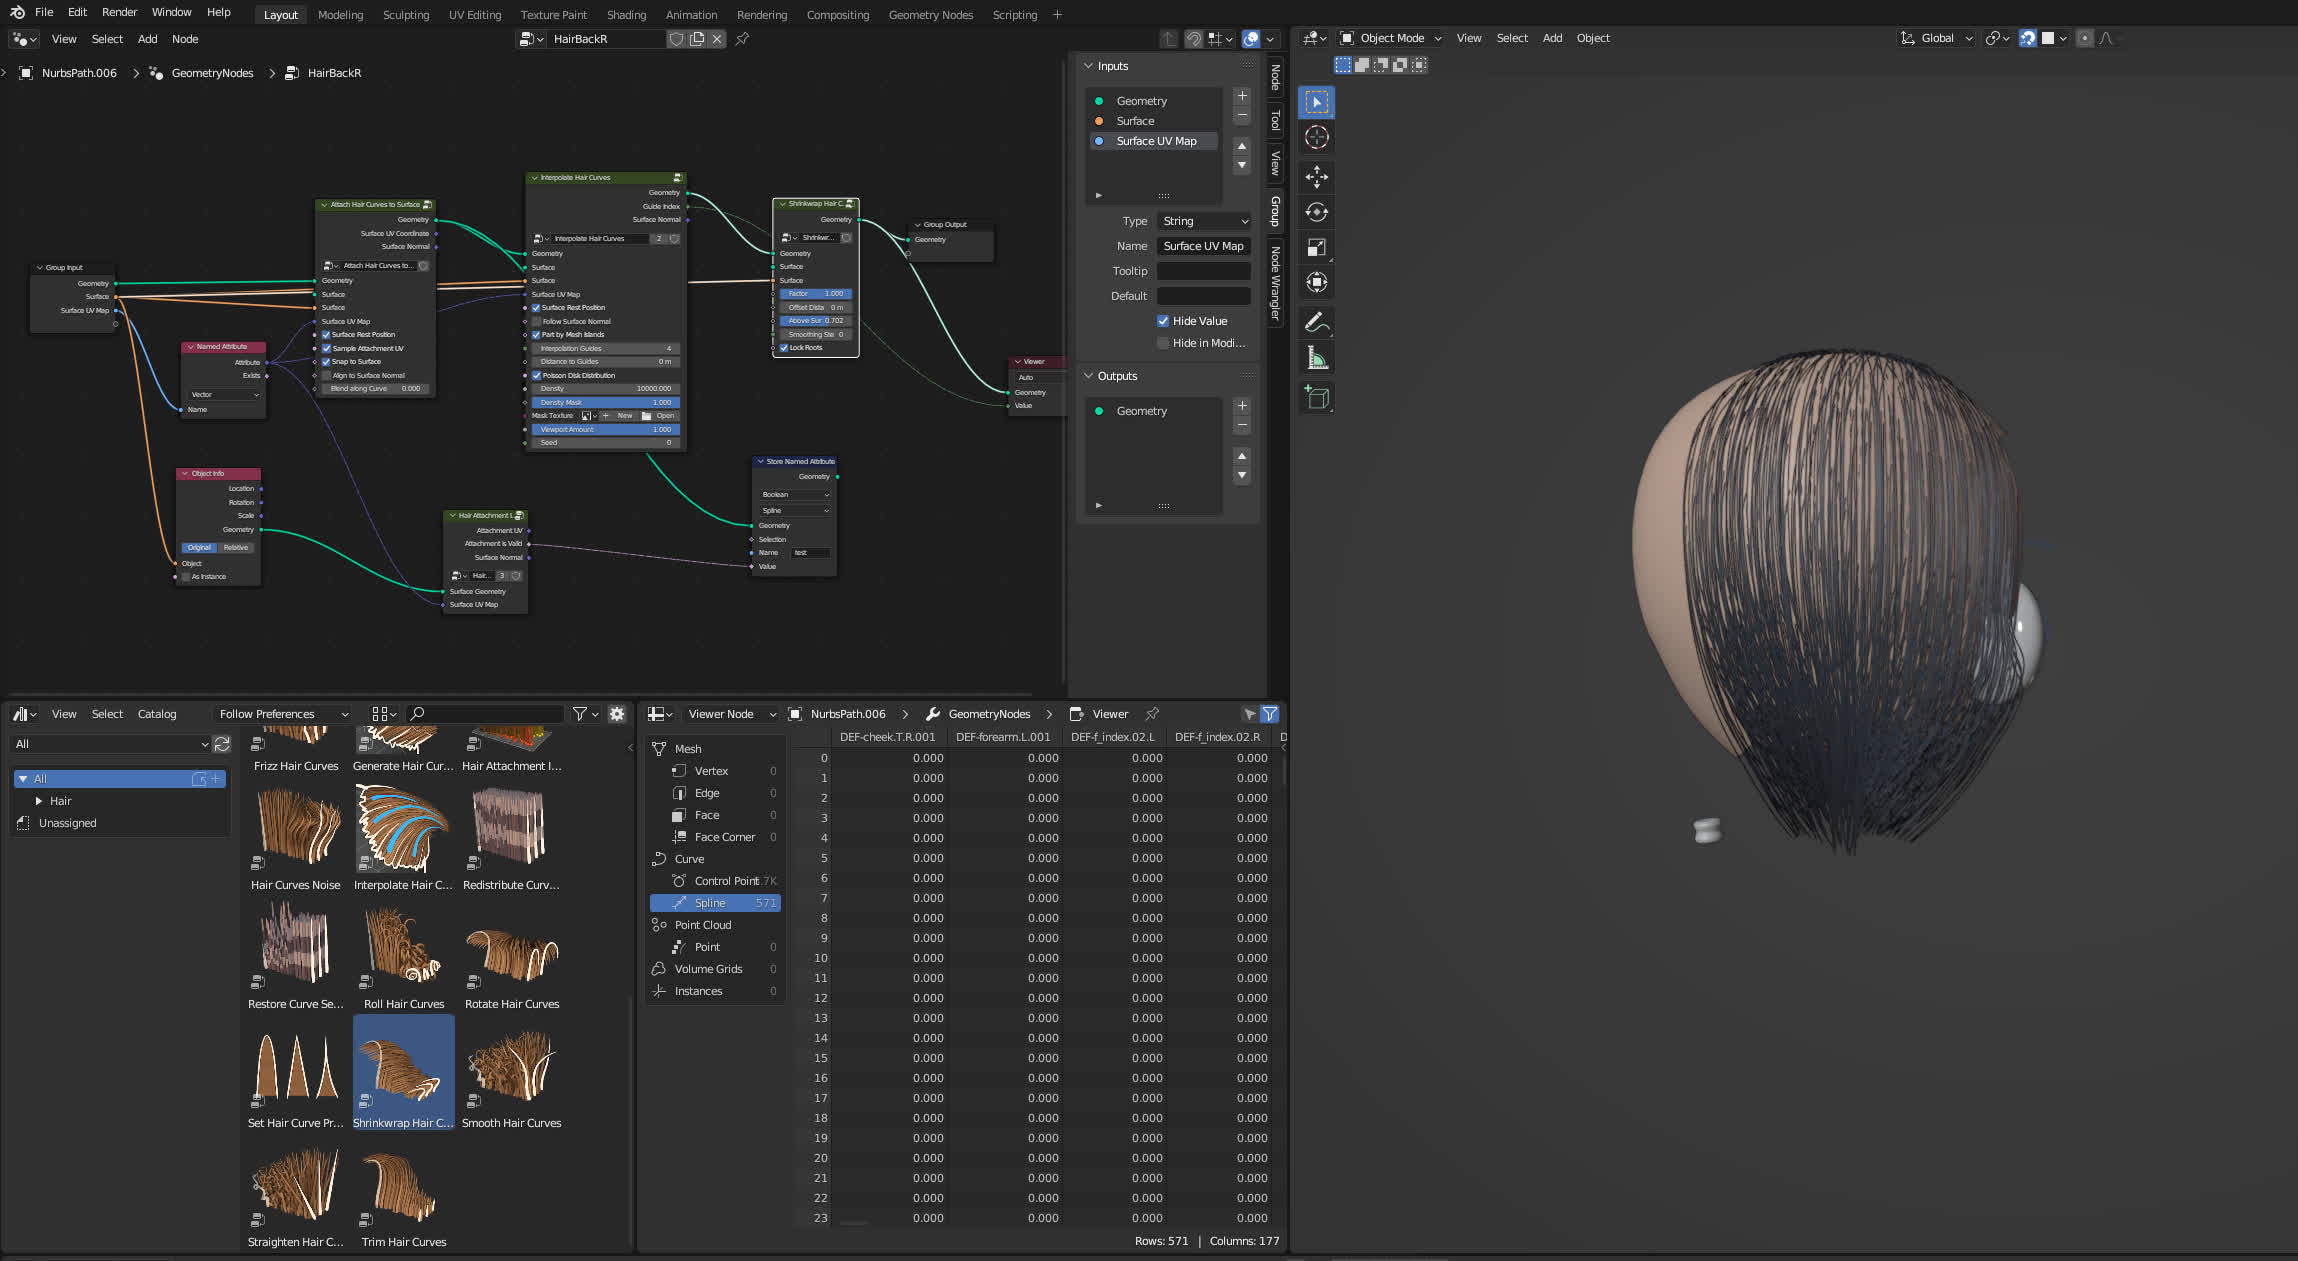 File Edit Render Window Help
Layout Modeling Sculpting UV Editing Texture Paint Shading Animation Rendering Compositing Geometry Nodes Scripting +
View Select Add Node
HairBackR
NurbsPath.006 > GeometryNodes > HairBackR
Group Input
Geometry
Surface
Surface UV Map
Named Attribute
Attribute
Exists
Vector
Name
Object Info
Location
Rotation
Scale
Geometry
Original Relative
Object
As Instance
Attach Hair Curves to Surface
Geometry
Surface UV Coordinate
Surface Normal
Attach Hair Curves to...
Geometry
Surface
Surface
Surface UV Map
Surface Rest Position
Sample Attachment UV
Snap to Surface
Align to Surface Normal
Blend along Curve 0.000
Interpolate Hair Curves
Geometry
Guide Index
Surface Normal
Interpolate Hair Curves 2
Geometry
Surface
Surface
Surface UV Map
Surface Rest Position
Follow Surface Normal
Part by Mesh Islands
Interpolation Guides 4
Distance to Guides 0 m
Poisson Disk Distribution
Density 10000.000
Density Mask 1.000
Mask Texture New Open
Viewport Amount 1.000
Seed 0
Hair Attachment I...
Attachment UV
Attachment is Valid
Surface Normal
Hair... 3
Surface Geometry
Surface UV Map
Shrinkwrap Hair C...
Geometry
Shrinkwr...
Geometry
Surface
Surface
Factor 1.000
Offset Dista 0 m
Above Sur 0.702
Smoothing Ste 0
Lock Roots
Store Named Attribute
Geometry
Boolean
Spline
Geometry
Selection
Name test
Value
Group Output
Geometry
Viewer
Auto
Geometry
Value
Inputs
Geometry
Surface
Surface UV Map
Type String
Name Surface UV Map
Tooltip
Default
Hide Value
Hide in Modi...
Outputs
Geometry
Node
Tool
View
Group
Node Wrangler
Object Mode View Select Add Object
Global
View Select Catalog Follow Preferences
All
All
Hair
Unassigned
Frizz Hair Curves Generate Hair Cur... Hair Attachment I...
Hair Curves Noise Interpolate Hair C... Redistribute Curv...
Restore Curve Se... Roll Hair Curves Rotate Hair Curves
Set Hair Curve Pr... Shrinkwrap Hair C... Smooth Hair Curves
Straighten Hair C... Trim Hair Curves
Viewer Node NurbsPath.006 > GeometryNodes > Viewer
Mesh
Vertex 0
Edge 0
Face 0
Face Corner 0
Curve
Control Point .7K
Spline 571
Point Cloud
Point 0
Volume Grids 0
Instances 0
DEF-cheek.T.R.001 DEF-forearm.L.001 DEF-f_index.02.L DEF-f_index.02.R D
0 0.000 0.000 0.000 0.000
1 0.000 0.000 0.000 0.000
2 0.000 0.000 0.000 0.000
3 0.000 0.000 0.000 0.000
4 0.000 0.000 0.000 0.000
5 0.000 0.000 0.000 0.000
6 0.000 0.000 0.000 0.000
7 0.000 0.000 0.000 0.000
8 0.000 0.000 0.000 0.000
9 0.000 0.000 0.000 0.000
10 0.000 0.000 0.000 0.000
11 0.000 0.000 0.000 0.000
12 0.000 0.000 0.000 0.000
13 0.000 0.000 0.000 0.000
14 0.000 0.000 0.000 0.000
15 0.000 0.000 0.000 0.000
16 0.000 0.000 0.000 0.000
17 0.000 0.000 0.000 0.000
18 0.000 0.000 0.000 0.000
19 0.000 0.000 0.000 0.000
20 0.000 0.000 0.000 0.000
21 0.000 0.000 0.000 0.000
22 0.000 0.000 0.000 0.000
23 0.000 0.000 0.000 0.000
Rows: 571 | Columns: 177